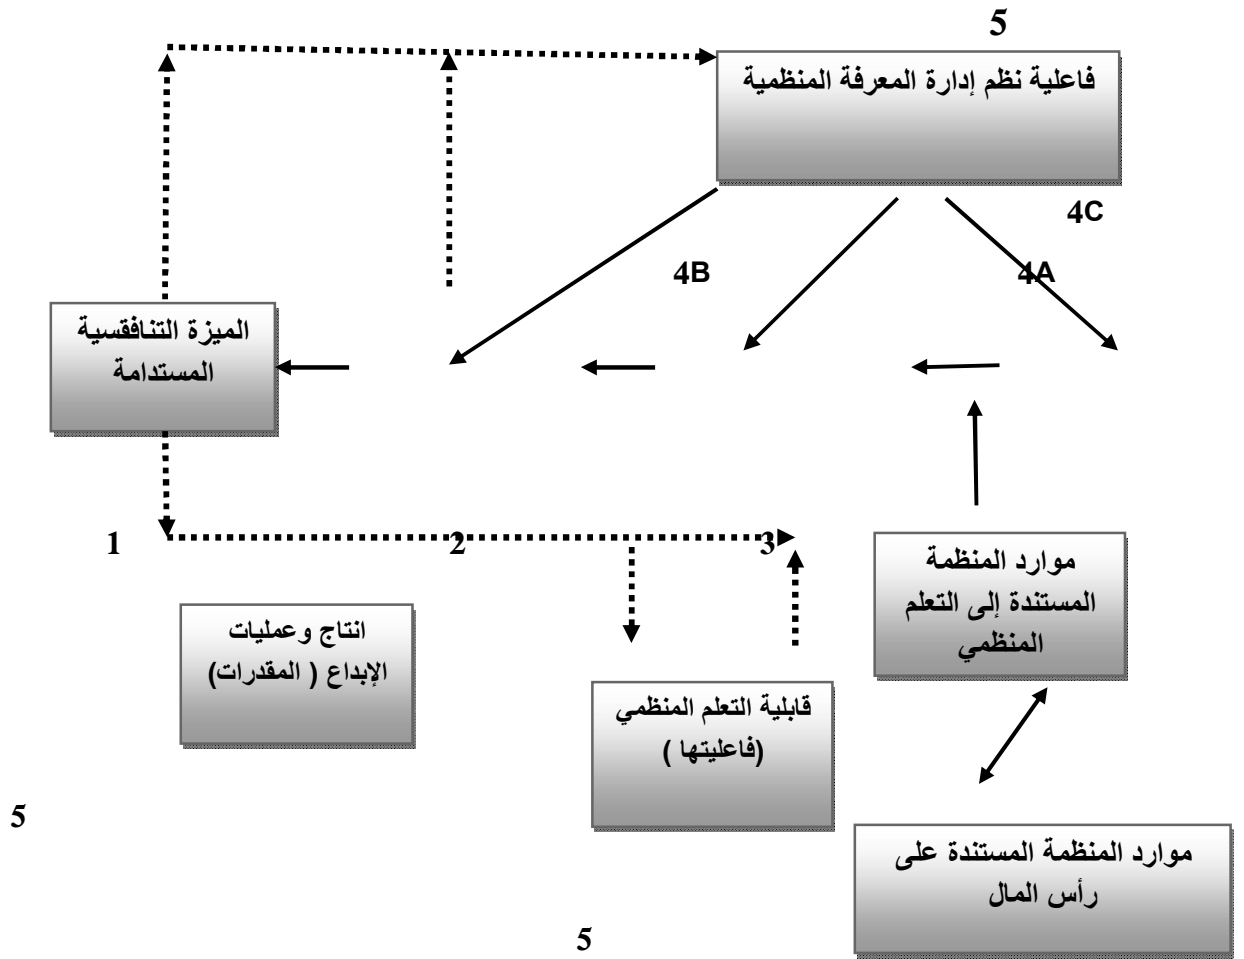 5
فاعلية نظم إدارة المعرفة المنظمية
4C
4B
4A
الميزة التنافقسية
المستدامة
1
2
3
موارد المنظمة
المستندة إلى التعلم
المنظمي
انتاج وعمليات
الإبداع ( المقدرات)
قابلية التعلم المنظمي
(فاعليتها )
5
موارد المنظمة المستندة على
رأس المال
5